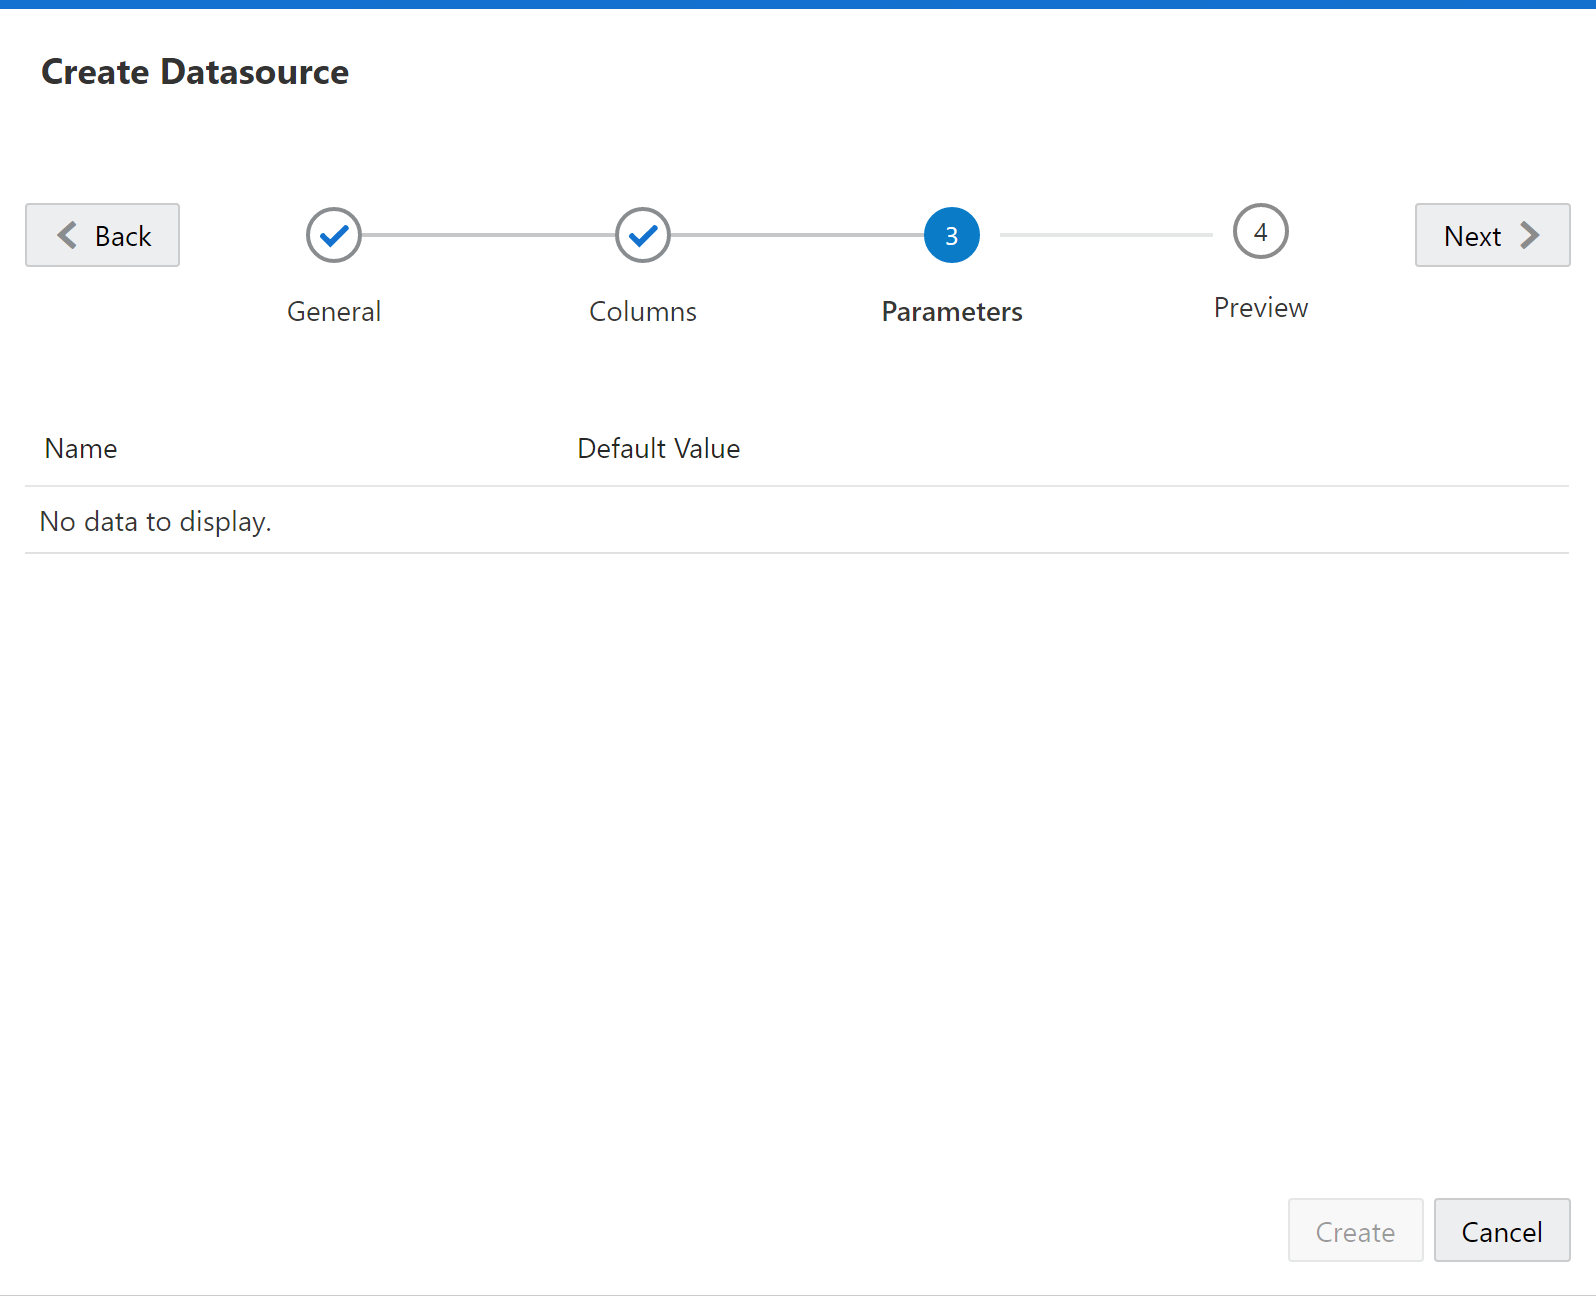 Create Datasource
Back
3
4
Next
General
Columns
Parameters
Preview
Name
Default Value
No data to display.
Create
Cancel